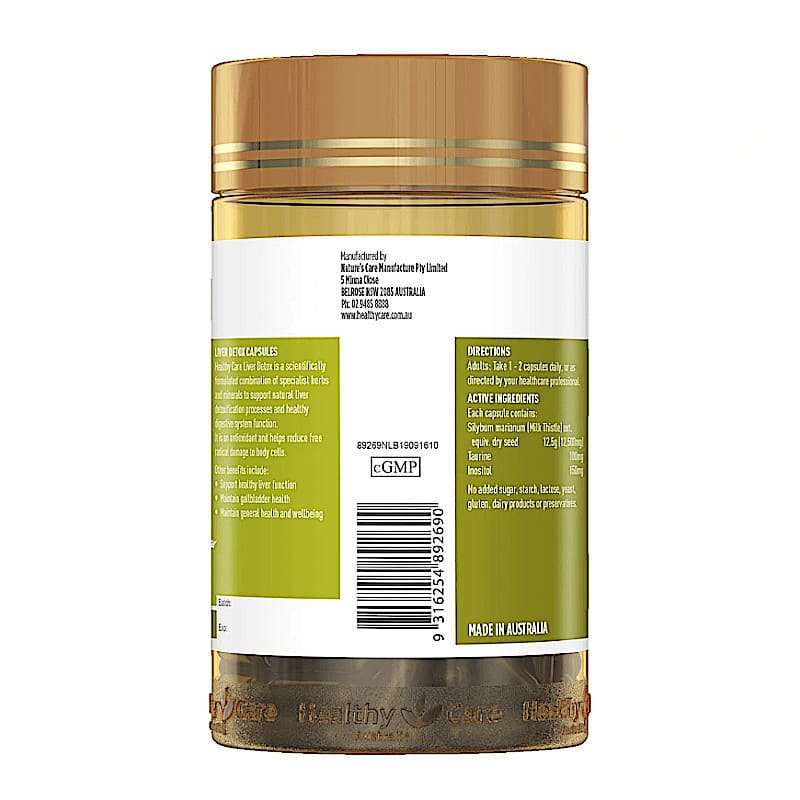 Manufactured by
Nature's Care Manufacture Pty Limited
5 Minna Close
BELROSE NSW 2085 AUSTRALIA
Ph: 02 9485 8888
www.healthycare.com.au
LIVER DETOX CAPSULES
Healthy Care Liver Detox is a scientifically
formulated combination of specialist herbs
and minerals to support natural liver
detoxification processes and healthy
digestive system function.
It is an antioxidant and helps reduce free
radical damage to body cells.
Other benefits include:
• Support healthy liver function
• Maintain gallbladder health
• Maintain general health and wellbeing
Batch:
Exp:
89269NLB19091610
cGMP
9 316254 892690
DIRECTIONS
Adults: Take 1 - 2 capsules daily, or as
directed by your healthcare professional.
ACTIVE INGREDIENTS
Each capsule contains:
Silybum marianum (Milk Thistle) ext.
equiv. dry seed 12.5g (12,500mg)
Taurine 100mg
Inositol 150mg
No added sugar, starch, lactose, yeast,
gluten, dairy products or preservatives.
MADE IN AUSTRALIA
Care
Healthy Care
Australia
Healthy